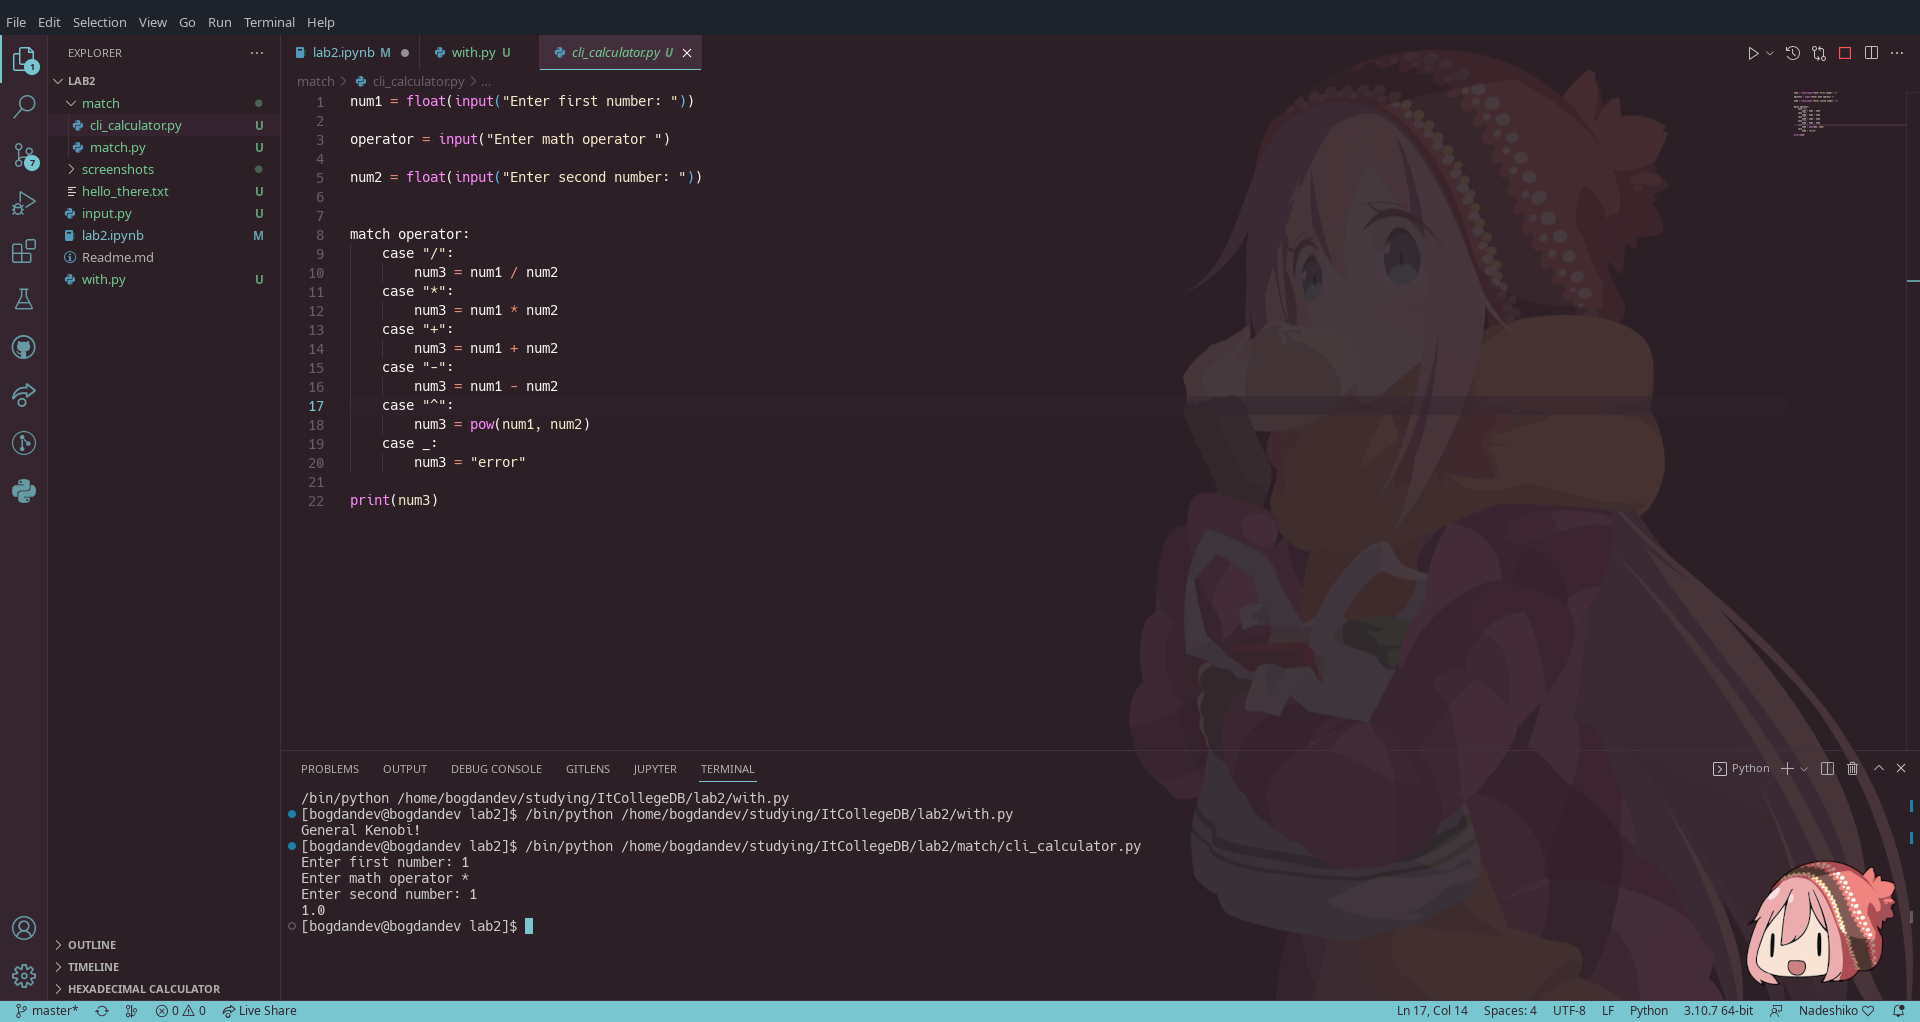 File Edit Selection View Go Run Terminal Help
EXPLORER
lab2.ipynb M
with.py U
cli_calculator.py U
LAB2
match
cli_calculator.py U
match.py U
screenshots
hello_there.txt U
input.py U
lab2.ipynb M
Readme.md
with.py U
match > cli_calculator.py > ...
1 num1 = float(input("Enter first number: "))
2
3 operator = input("Enter math operator ")
4
5 num2 = float(input("Enter second number: "))
6
7
8 match operator:
9 case "/":
10 num3 = num1 / num2
11 case "*":
12 num3 = num1 * num2
13 case "+":
14 num3 = num1 + num2
15 case "-":
16 num3 = num1 - num2
17 case "^":
18 num3 = pow(num1, num2)
19 case _:
20 num3 = "error"
21
22 print(num3)
PROBLEMS OUTPUT DEBUG CONSOLE GITLENS JUPYTER TERMINAL
Python
/bin/python /home/bogdandev/studying/ItCollegeDB/lab2/with.py
[bogdandev@bogdandev lab2]$ /bin/python /home/bogdandev/studying/ItCollegeDB/lab2/with.py
General Kenobi!
[bogdandev@bogdandev lab2]$ /bin/python /home/bogdandev/studying/ItCollegeDB/lab2/match/cli_calculator.py
Enter first number: 1
Enter math operator *
Enter second number: 1
1.0
[bogdandev@bogdandev lab2]$
1
7
OUTLINE
TIMELINE
HEXADECIMAL CALCULATOR
master* 0 0 Live Share Ln 17, Col 14 Spaces: 4 UTF-8 LF Python 3.10.7 64-bit Nadeshiko ♡